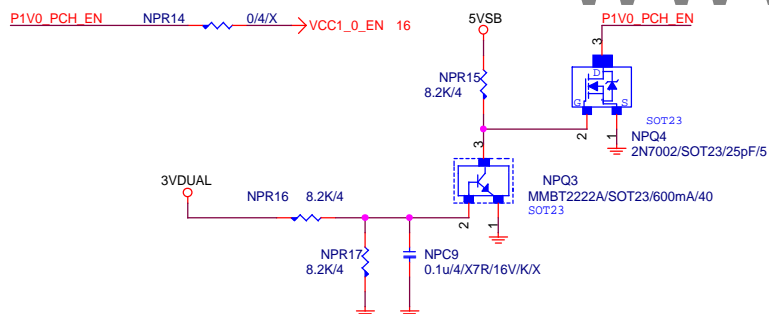 P1V0_PCH_EN NPR14 0/4/X VCC1_0_EN 16
5VSB
P1V0_PCH_EN
3
D
G S
NPR15
8.2K/4
2
1
SOT23
NPQ4
2N7002/SOT23/25pF/5
3
NPQ3
MMBT2222A/SOT23/600mA/40
SOT23
2
1
3VDUAL
NPR16 8.2K/4
NPR17
8.2K/4
NPC9
0.1u/4/X7R/16V/K/X